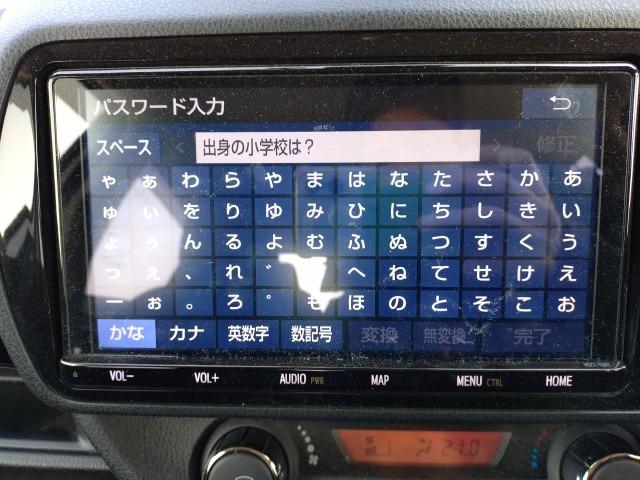 パスワード入力
スペース 出身の小学校は？ 修正
ゃ ぁ わ ら や ま は な た さ か あ
ゅ ぃ を り ゆ み ひ に ち し き い
ょ ぅ ん る よ む ふ ぬ つ す く う
っ ぇ 、 れ ゛ へ ね て せ け え
ー ぉ 。 ろ ゜ も ほ の と そ こ お
かな カナ 英数字 数記号 変換 無変換 完了
VOL− VOL+ AUDIO PWR MAP MENU CTRL HOME
21.0